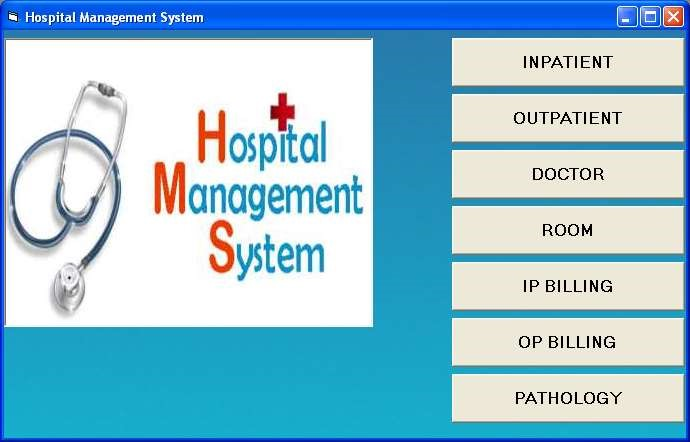 Hospital Management System
Hospital
Management
System
INPATIENT
OUTPATIENT
DOCTOR
ROOM
IP BILLING
OP BILLING
PATHOLOGY